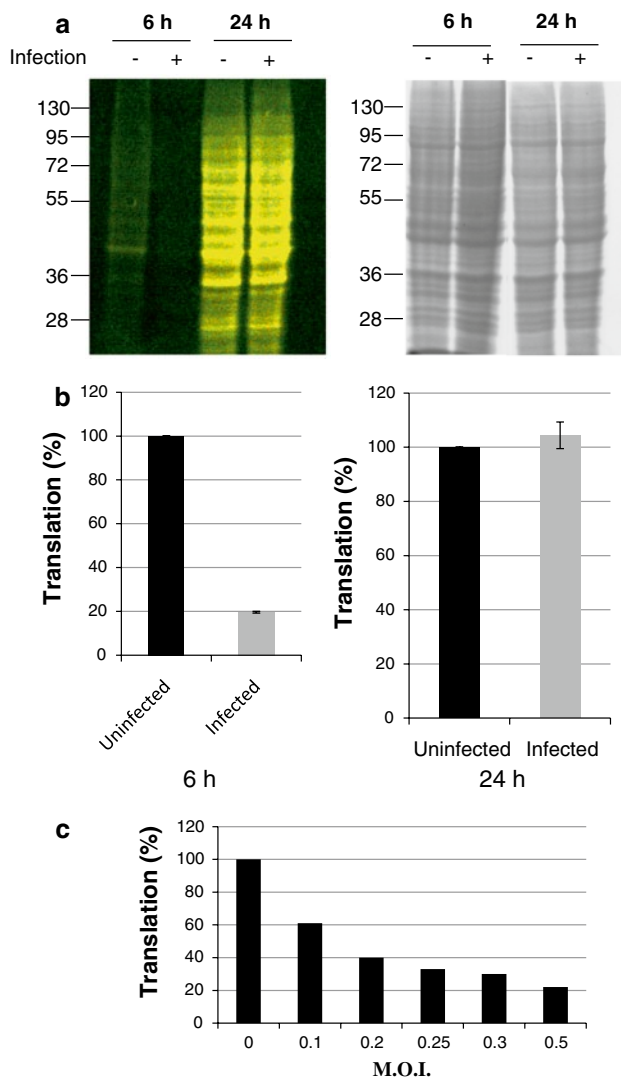 a
6 h 24 h
Infection - + - +
130
95
72
55
36
28
6 h 24 h
- + - +
130
95
72
55
36
28
b
Translation (%)
120
100
80
60
40
20
0
Uninfected Infected
6 h
Translation (%)
120
100
80
60
40
20
0
Uninfected Infected
24 h
c
Translation (%)
120
100
80
60
40
20
0
0 0.1 0.2 0.25 0.3 0.5
M.O.I.